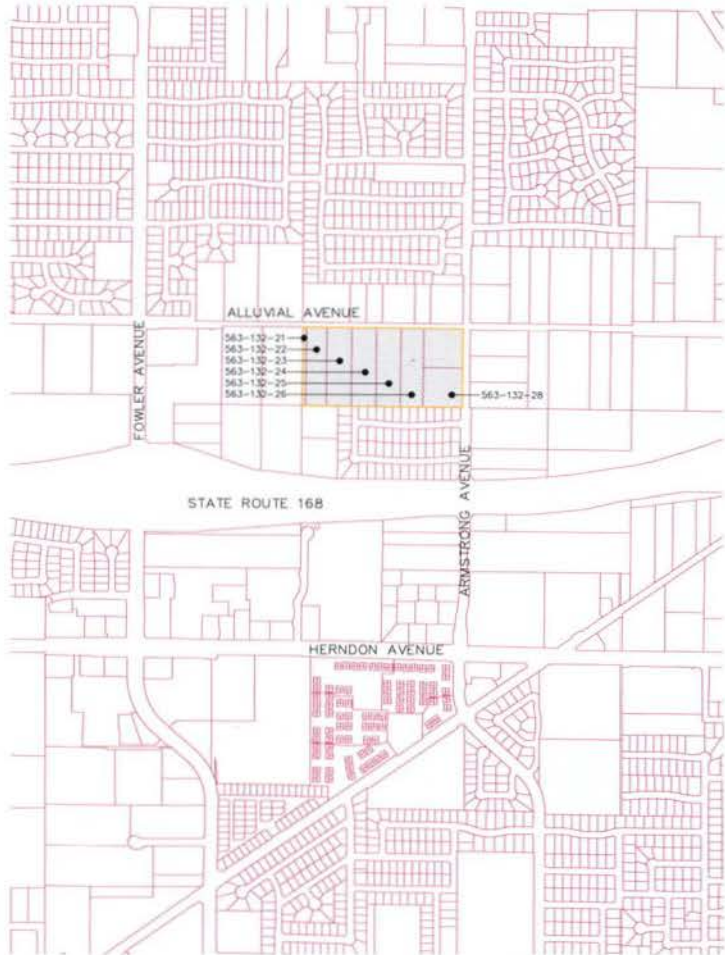 ALLUVIAL AVENUE
563-132-21
563-132-22
563-132-23
563-132-24
563-132-25
563-132-26
563-132-28
FOWLER AVENUE
STATE ROUTE 168
ARMSTRONG AVENUE
HERNDON AVENUE